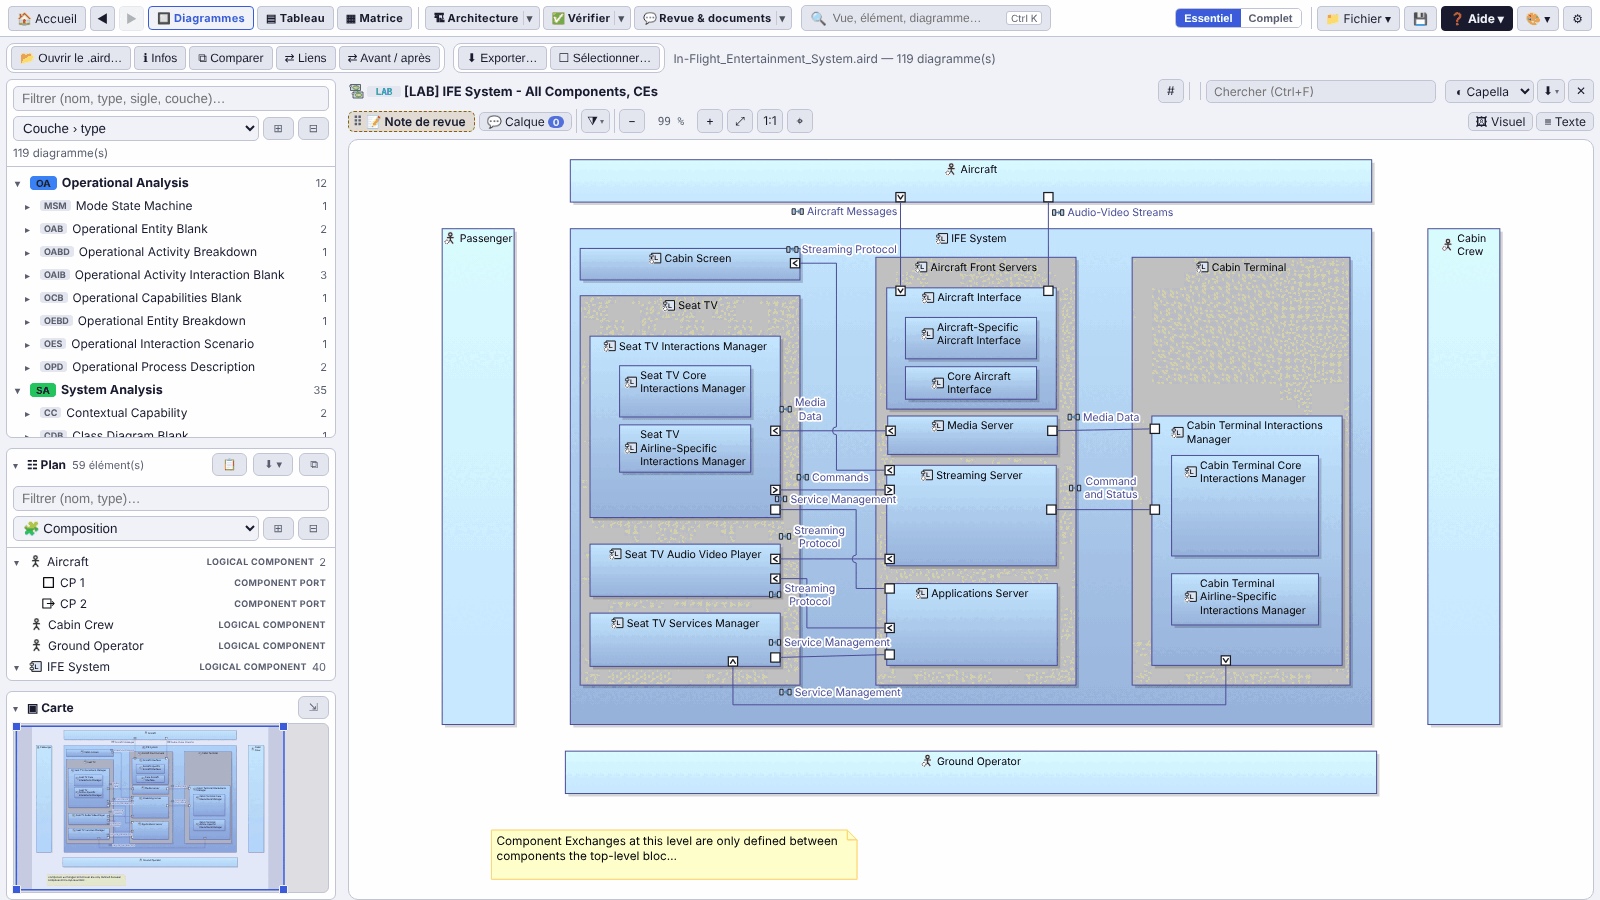 Accueil
Diagrammes
Tableau
Matrice
Architecture
Vérifier
Revue & documents
Vue, élément, diagramme…
Ctrl K
Essentiel
Complet
Fichier
Aide
Ouvrir le .aird…
Infos
Comparer
Liens
Avant / après
Exporter…
Sélectionner…
In-Flight_Entertainment_System.aird — 119 diagramme(s)
Filtrer (nom, type, sigle, couche)…
Couche › type
119 diagramme(s)
OA Operational Analysis 12
MSM Mode State Machine 1
OAB Operational Entity Blank 2
OABD Operational Activity Breakdown 1
OAIB Operational Activity Interaction Blank 3
OCB Operational Capabilities Blank 1
OEBD Operational Entity Breakdown 1
OES Operational Interaction Scenario 1
OPD Operational Process Description 2
SA System Analysis 35
CC Contextual Capability 2
CDB Class Diagram Blank 1
Plan 59 élément(s)
Filtrer (nom, type)…
Composition
Aircraft LOGICAL COMPONENT 2
CP 1 COMPONENT PORT
CP 2 COMPONENT PORT
Cabin Crew LOGICAL COMPONENT
Ground Operator LOGICAL COMPONENT
IFE System LOGICAL COMPONENT 40
Carte
LAB [LAB] IFE System - All Components, CEs
#
Chercher (Ctrl+F)
Capella
Note de revue
Calque 0
99 %
1:1
Visuel
Texte
Aircraft
Aircraft Messages
Audio-Video Streams
Passenger
IFE System
Cabin
Crew
Streaming Protocol
Cabin Screen
Aircraft Front Servers
Cabin Terminal
Seat TV
Aircraft Interface
Aircraft-Specific
Aircraft Interface
Core Aircraft
Interface
Seat TV Interactions Manager
Seat TV Core
Interactions Manager
Seat TV
Airline-Specific
Interactions Manager
Media
Data
Media Server
Media Data
Cabin Terminal Interactions
Manager
Cabin Terminal Core
Interactions Manager
Commands
Streaming Server
Command
and Status
Service Management
Streaming
Protocol
Seat TV Audio Video Player
Streaming
Protocol
Applications Server
Cabin Terminal
Airline-Specific
Interactions Manager
Seat TV Services Manager
Service Management
Service Management
Ground Operator
Component Exchanges at this level are only defined between
components the top-level bloc...